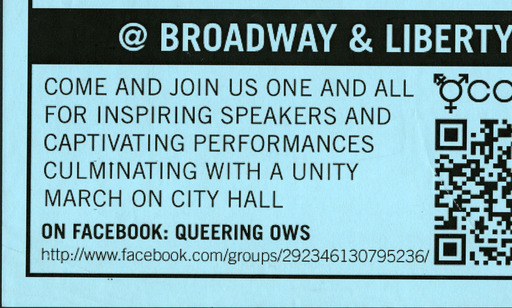 @ BROADWAY & LIBERTY
COME AND JOIN US ONE AND ALL
FOR INSPIRING SPEAKERS AND
CAPTIVATING PERFORMANCES
CULMINATING WITH A UNITY
MARCH ON CITY HALL
ON FACEBOOK: QUEERING OWS
http://www.facebook.com/groups/292346130795236/